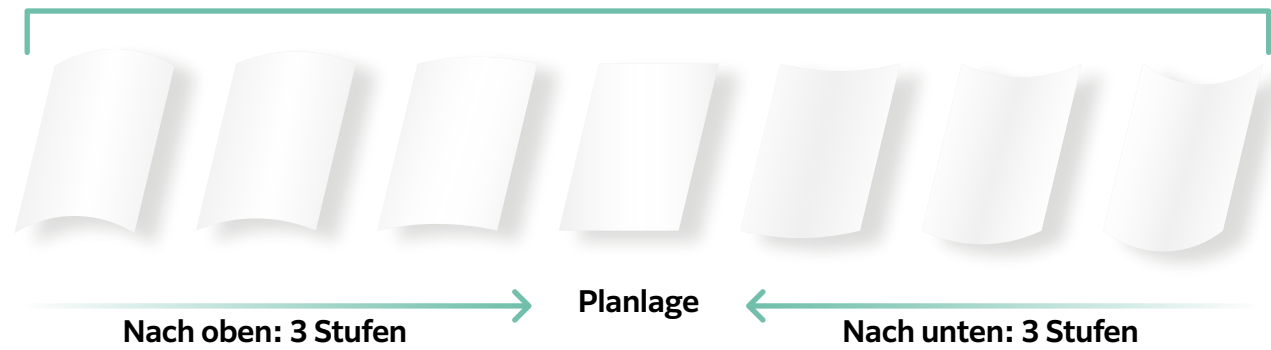 Planlage
Nach oben: 3 Stufen
Nach unten: 3 Stufen